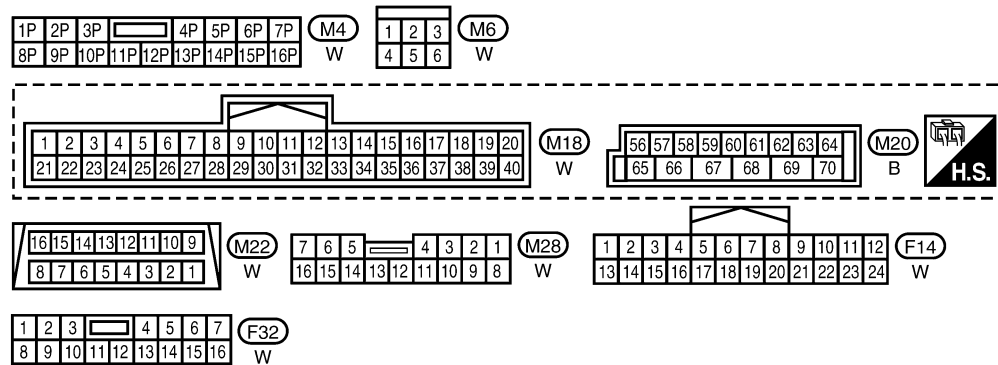 1P 2P 3P 4P 5P 6P 7P M4
8P 9P 10P 11P 12P 13P 14P 15P 16P W
1 2 3 M6
4 5 6 W
1 2 3 4 5 6 7 8 9 10 11 12 13 14 15 16 17 18 19 20 M18
21 22 23 24 25 26 27 28 29 30 31 32 33 34 35 36 37 38 39 40 W
56 57 58 59 60 61 62 63 64 M20
65 66 67 68 69 70 B
H.S.
16 15 14 13 12 11 10 9 M22
8 7 6 5 4 3 2 1 W
7 6 5 4 3 2 1 M28
16 15 14 13 12 11 10 9 8 W
1 2 3 4 5 6 7 8 9 10 11 12 F14
13 14 15 16 17 18 19 20 21 22 23 24 W
1 2 3 4 5 6 7 F32
8 9 10 11 12 13 14 15 16 W